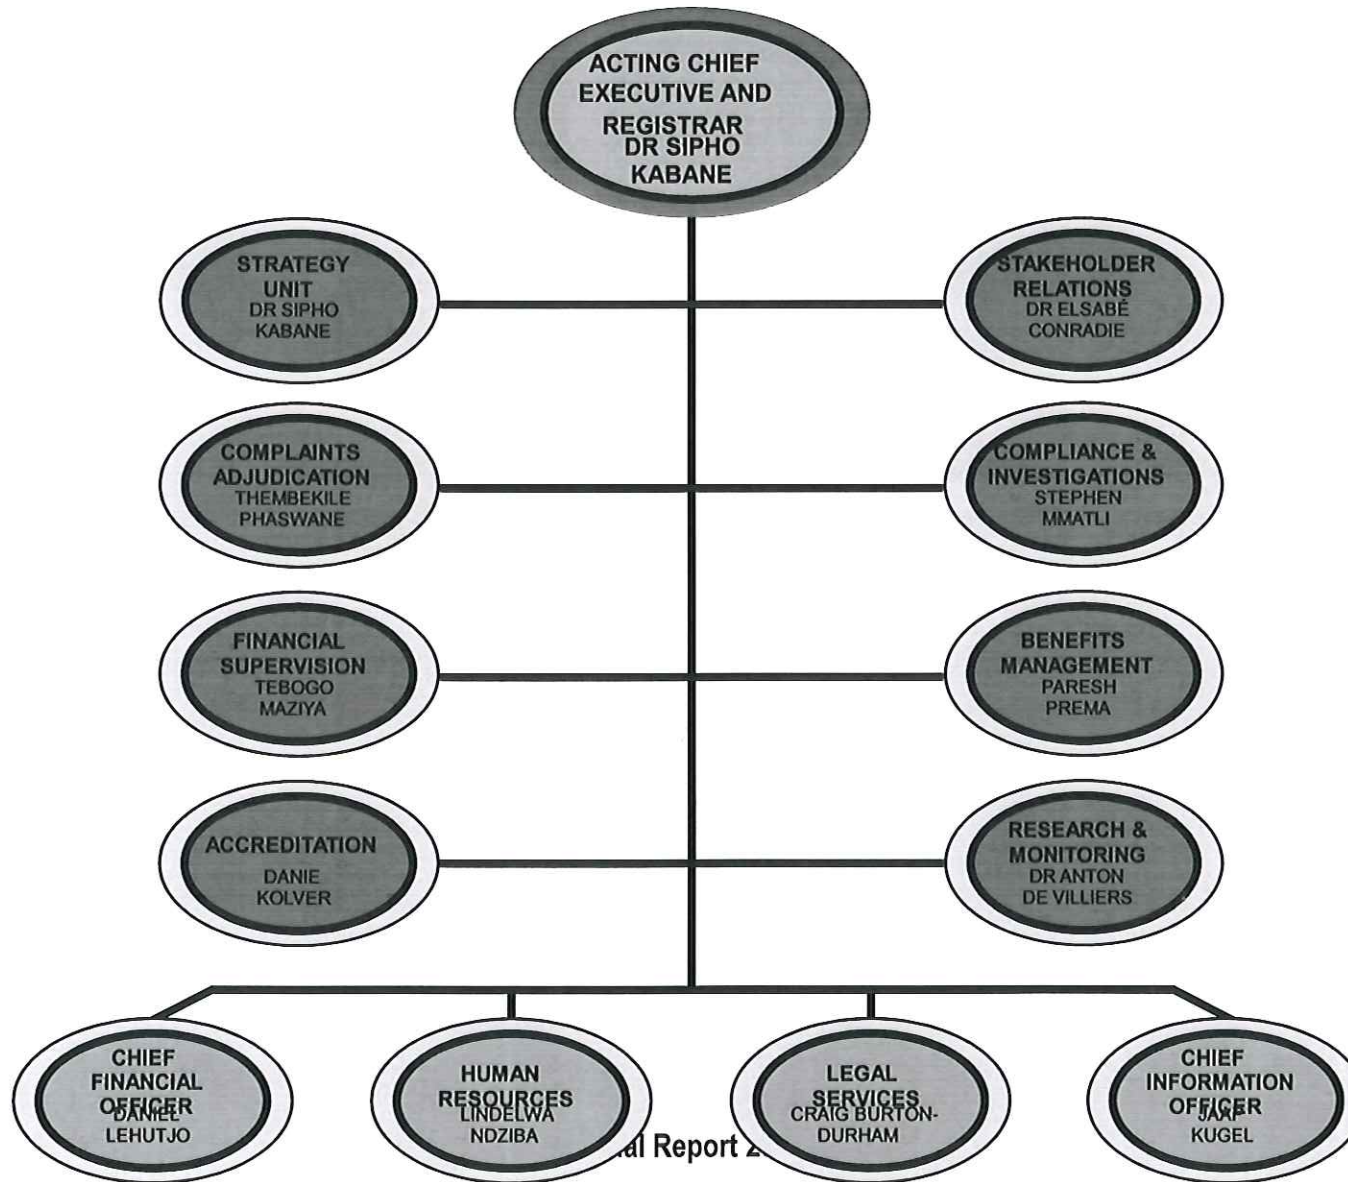 ACTING CHIEF
EXECUTIVE AND
REGISTRAR
DR SIPHO
KABANE
STRATEGY
UNIT
DR SIPHO
KABANE
STAKEHOLDER
RELATIONS
DR ELSABÉ
CONRADIE
COMPLAINTS
ADJUDICATION
THEMBEKILE
PHASWANE
COMPLIANCE &
INVESTIGATIONS
STEPHEN
MMATLI
FINANCIAL
SUPERVISION
TEBOGO
MAZIYA
BENEFITS
MANAGEMENT
PARESH
PREMA
ACCREDITATION
DANIE
KOLVER
RESEARCH &
MONITORING
DR ANTON
DE VILLIERS
CHIEF
FINANCIAL
OFFICER
DANIEL
LEHUTJO
HUMAN
RESOURCES
LINDELWA
NDZIBA
LEGAL
SERVICES
CRAIG BURTON-
DURHAM
CHIEF
INFORMATION
OFFICER
JAAP
KUGEL
Report